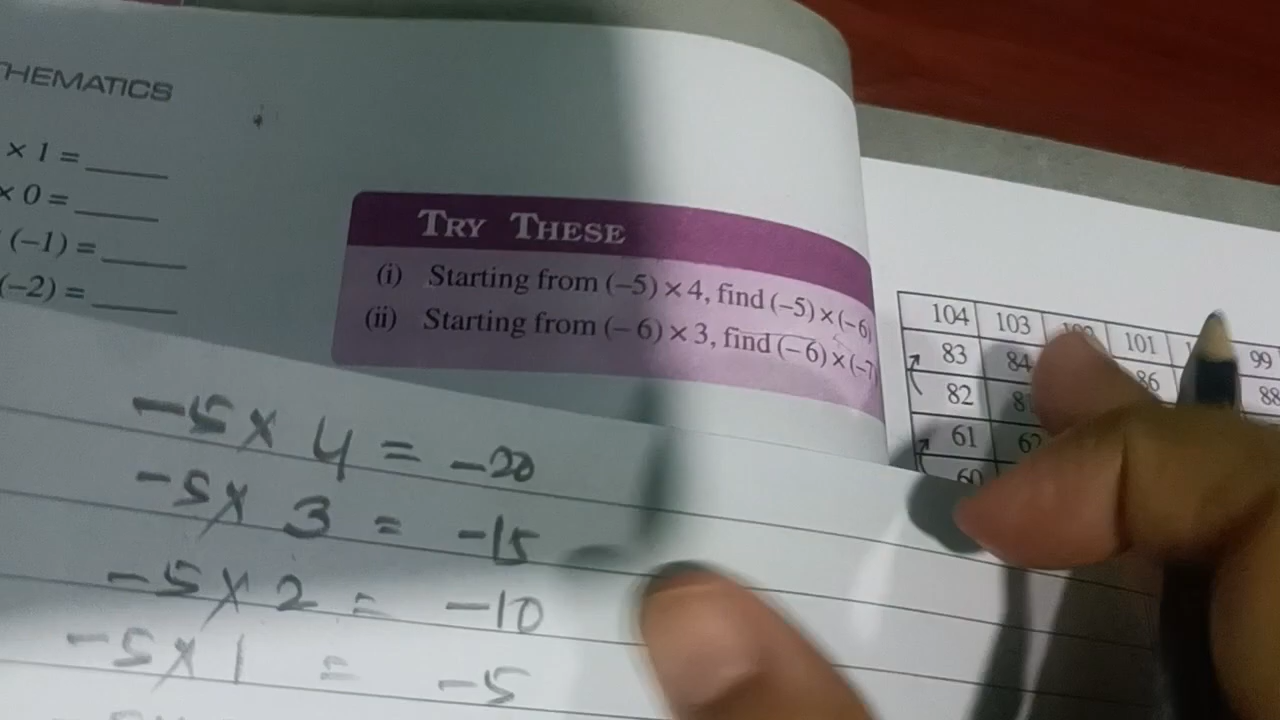 THEMATICS
× 1 =
× 0 =
(–1) =
(–2) =
TRY THESE
(i) Starting from (–5) × 4, find (–5) × (–6)
(ii) Starting from (– 6) × 3, find (–6) × (–7
104 103 101 99
83 84 86 88
82
61 62
60
-5 × 4 = -20
-5 × 3 = -15
-5 × 2 = -10
-5 × 1 = -5